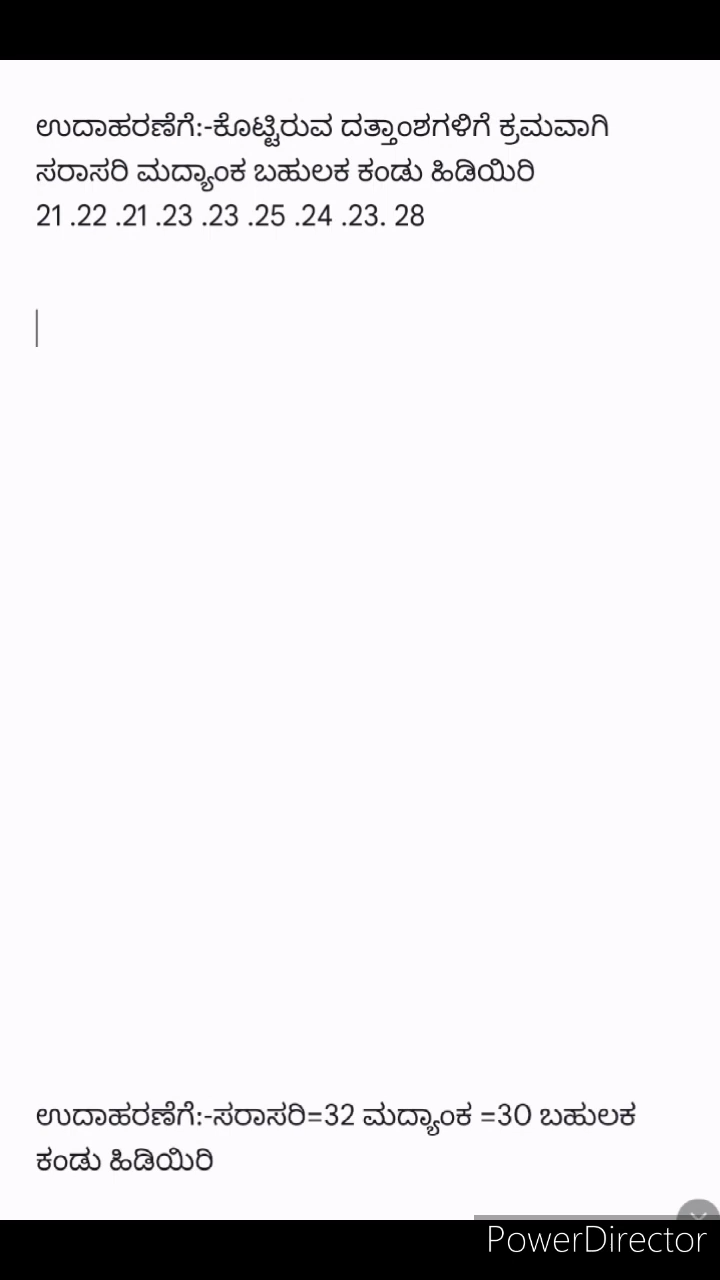 ಉದಾಹರಣೆಗೆ:-ಕೊಟ್ಟಿರುವ ದತ್ತಾಂಶಗಳಿಗೆ ಕ್ರಮವಾಗಿ
ಸರಾಸರಿ ಮದ್ಯಾಂಕ ಬಹುಲಕ ಕಂಡು ಹಿಡಿಯಿರಿ
21 .22 .21 .23 .23 .25 .24 .23. 28
ಉದಾಹರಣೆಗೆ:-ಸರಾಸರಿ=32 ಮದ್ಯಾಂಕ =30 ಬಹುಲಕ
ಕಂಡು ಹಿಡಿಯಿರಿ
PowerDirector